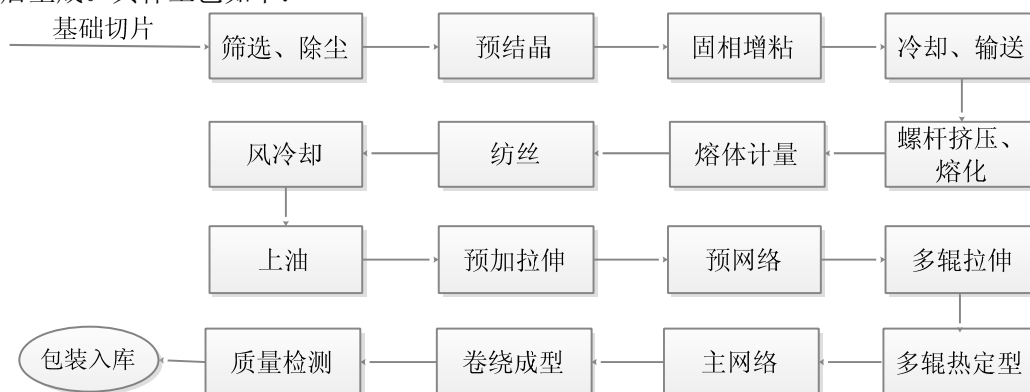 基础切片
筛选、除尘
预结晶
固相增粘
冷却、输送
螺杆挤压、
熔化
熔体计量
纺丝
风冷却
上油
预加拉伸
预网络
多辊拉伸
多辊热定型
主网络
卷绕成型
质量检测
包装入库